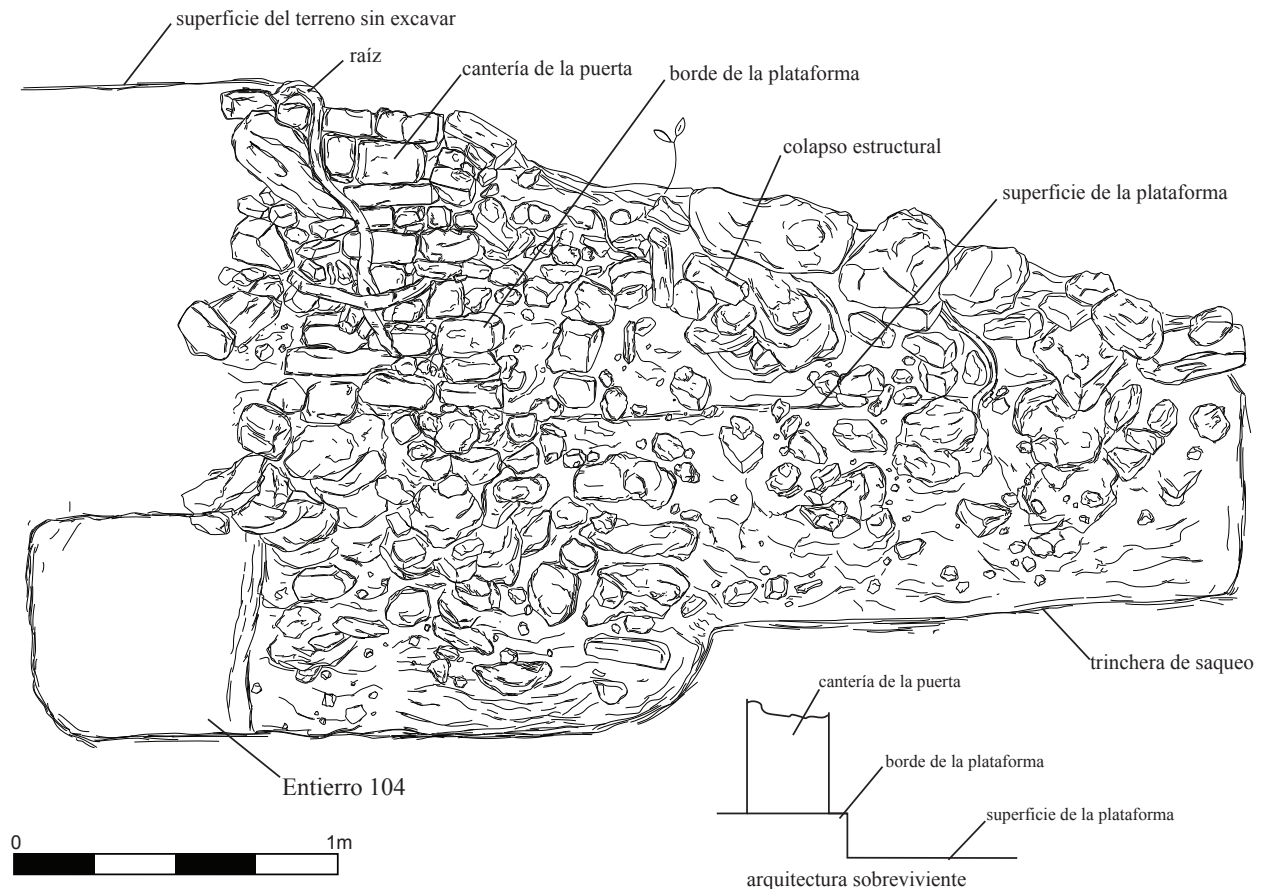 superficie del terreno sin excavar
raíz
cantería de la puerta
borde de la plataforma
colapso estructural
superficie de la plataforma
trinchera de saqueo
Entierro 104
0 1m
cantería de la puerta
borde de la plataforma
superficie de la plataforma
arquitectura sobreviviente